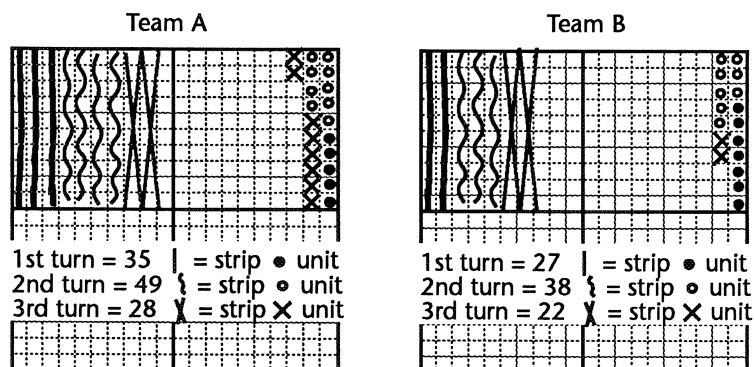 Team A
1st turn = 35 | = strip ● unit
2nd turn = 49 ⌇ = strip o unit
3rd turn = 28 X = strip X unit
Team B
1st turn = 27 | = strip ● unit
2nd turn = 38 ⌇ = strip o unit
3rd turn = 22 X = strip X unit